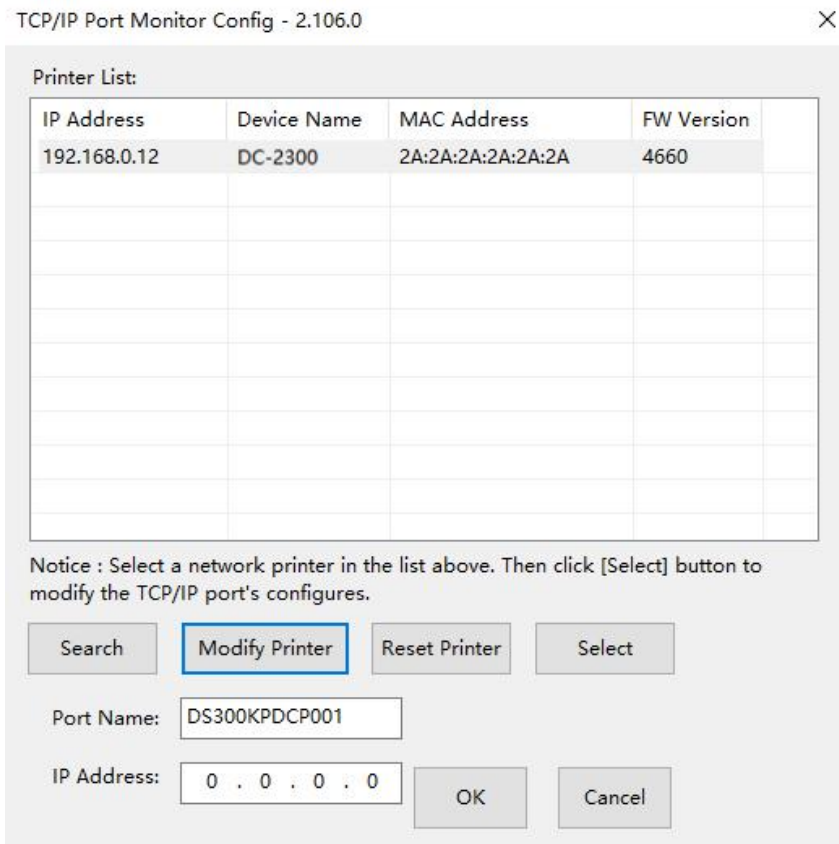 TCP/IP Port Monitor Config - 2.106.0
Printer List:
IP Address Device Name MAC Address FW Version
192.168.0.12 DC-2300 2A:2A:2A:2A:2A:2A 4660
Notice : Select a network printer in the list above. Then click [Select] button to
modify the TCP/IP port's configures.
Search Modify Printer Reset Printer Select
Port Name: DS300KPDCP001
IP Address: 0 . 0 . 0 . 0
OK Cancel